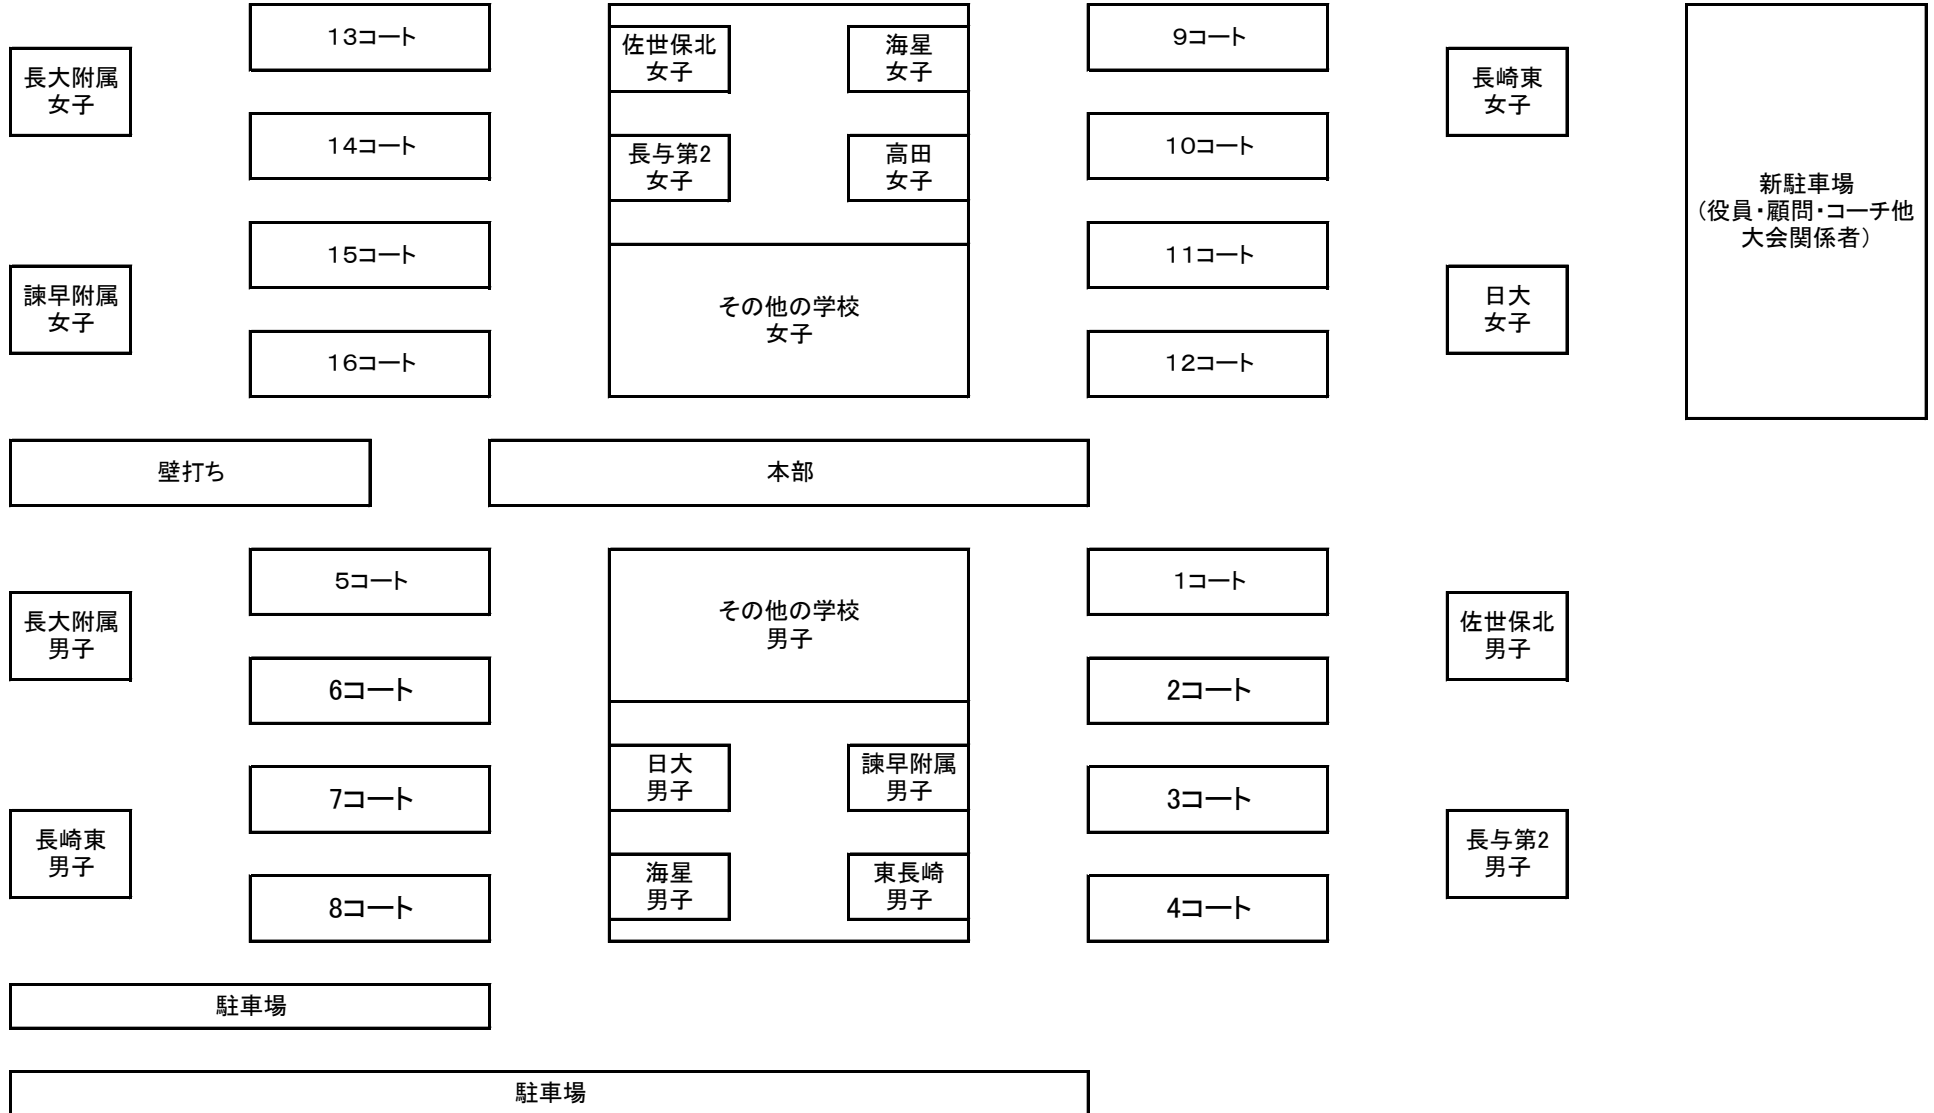 13コート
佐世保北
女子
海星
女子
9コート
長大附属
女子
長崎東
女子
14コート
長与第2
女子
高田
女子
10コート
新駐車場
（役員・顧問・コーチ他
大会関係者）
15コート
11コート
諫早附属
女子
その他の学校
女子
日大
女子
16コート
12コート
壁打ち
本部
5コート
その他の学校
男子
1コート
長大附属
男子
佐世保北
男子
6コート
2コート
日大
男子
諫早附属
男子
7コート
3コート
長崎東
男子
長与第2
男子
海星
男子
東長崎
男子
8コート
4コート
駐車場
駐車場